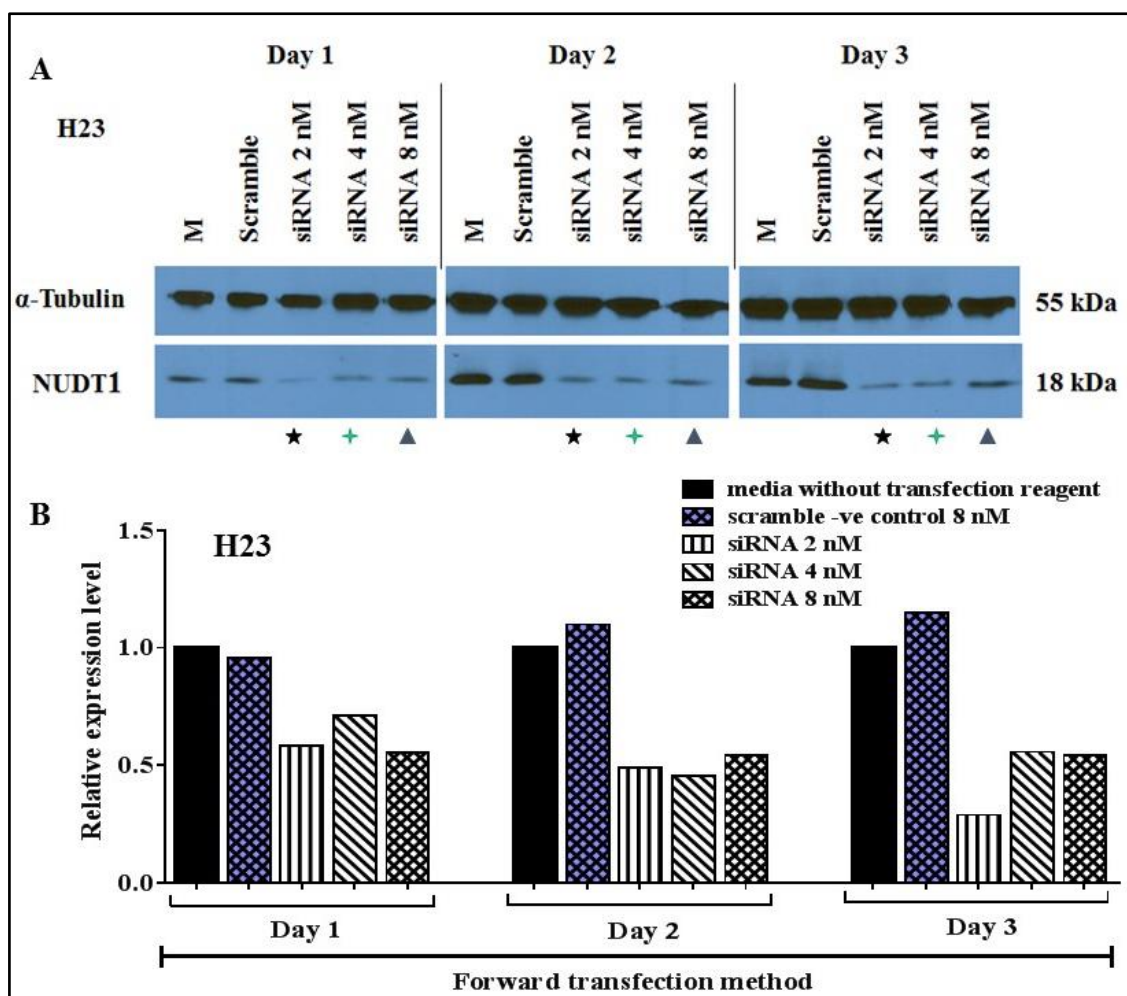 A
Day 1 Day 2 Day 3
H23
M Scramble siRNA 2 nM siRNA 4 nM siRNA 8 nM M Scramble siRNA 2 nM siRNA 4 nM siRNA 8 nM M Scramble siRNA 2 nM siRNA 4 nM siRNA 8 nM
α-Tubulin 55 kDa
NUDT1 18 kDa
B
H23
media without transfection reagent
scramble -ve control 8 nM
siRNA 2 nM
siRNA 4 nM
siRNA 8 nM
Relative expression level
1.5
1.0
0.5
0.0
Day 1 Day 2 Day 3
Forward transfection method